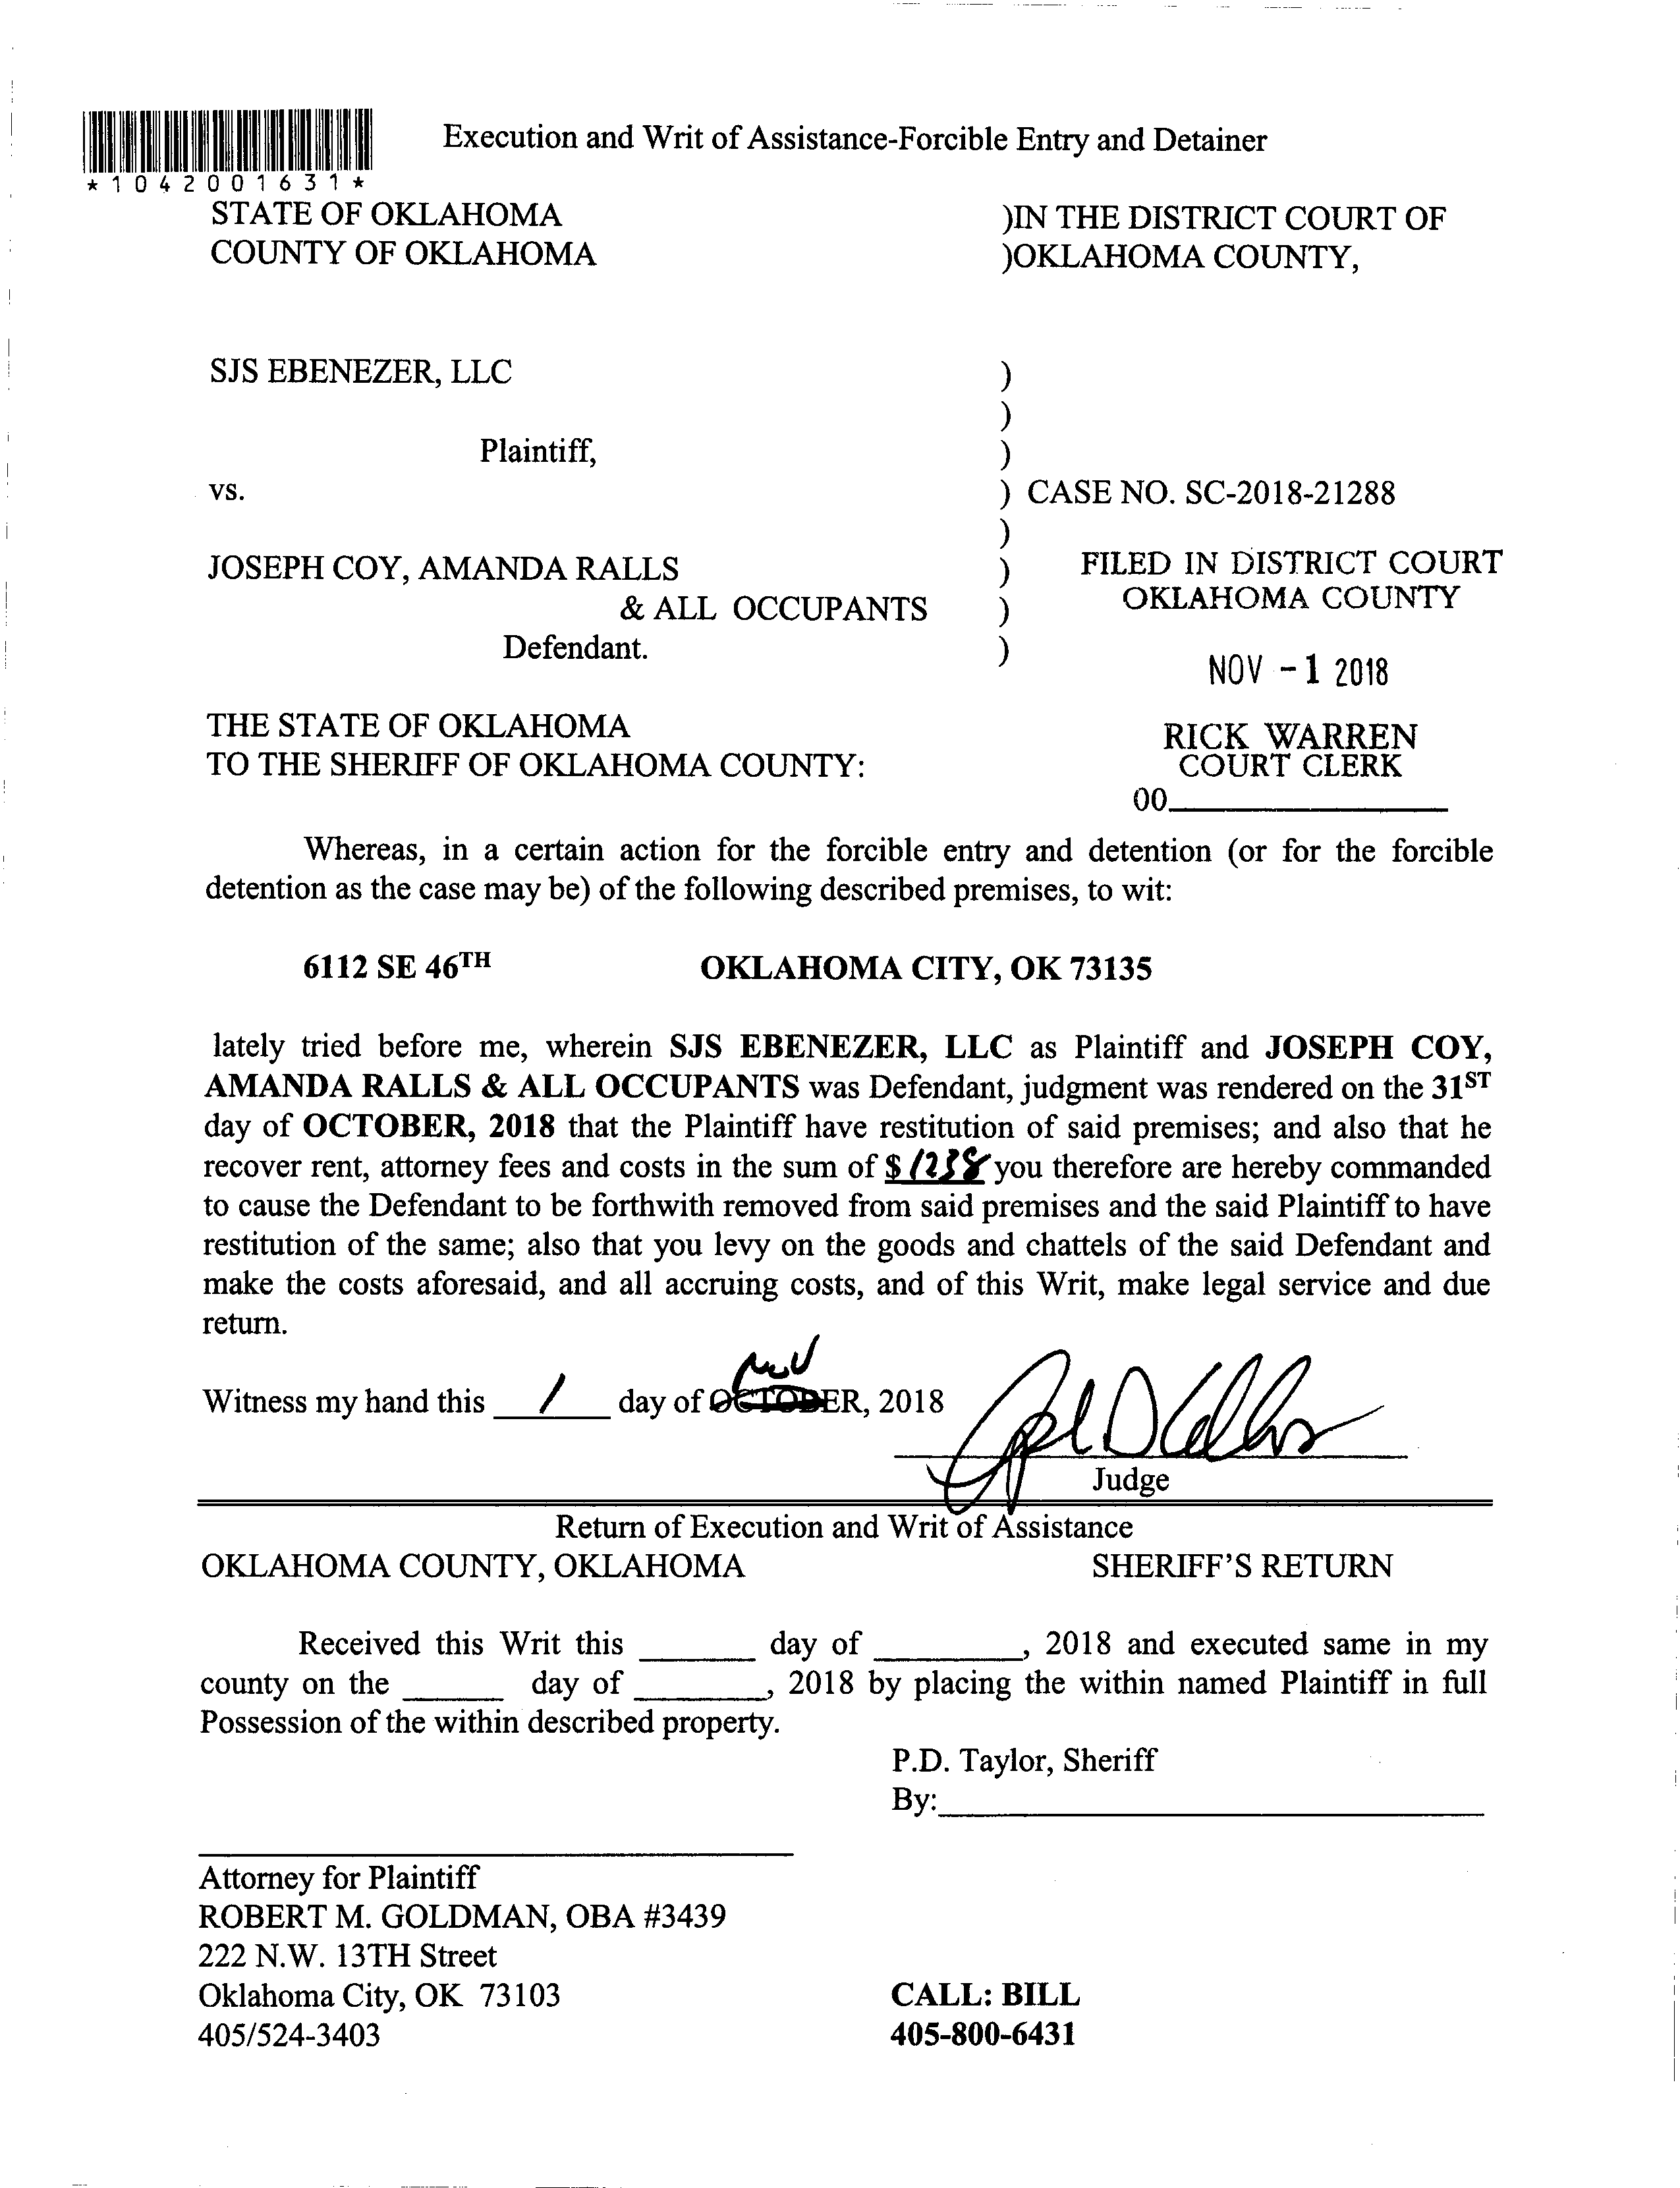 Execution and Writ of Assistance-Forcible Entry and Detainer
*1042001631*
STATE OF OKLAHOMA )IN THE DISTRICT COURT OF
COUNTY OF OKLAHOMA )OKLAHOMA COUNTY,
SJS EBENEZER, LLC )
)
Plaintiff, )
vs. ) CASE NO. SC-2018-21288
)
JOSEPH COY, AMANDA RALLS ) FILED IN DISTRICT COURT
& ALL OCCUPANTS ) OKLAHOMA COUNTY
Defendant. )
NOV -1 2018
THE STATE OF OKLAHOMA RICK WARREN
TO THE SHERIFF OF OKLAHOMA COUNTY: COURT CLERK
00
Whereas, in a certain action for the forcible entry and detention (or for the forcible
detention as the case may be) of the following described premises, to wit:
6112 SE 46TH OKLAHOMA CITY, OK 73135
lately tried before me, wherein SJS EBENEZER, LLC as Plaintiff and JOSEPH COY,
AMANDA RALLS & ALL OCCUPANTS was Defendant, judgment was rendered on the 31ST
day of OCTOBER, 2018 that the Plaintiff have restitution of said premises; and also that he
recover rent, attorney fees and costs in the sum of $ 1238 you therefore are hereby commanded
to cause the Defendant to be forthwith removed from said premises and the said Plaintiff to have
restitution of the same; also that you levy on the goods and chattels of the said Defendant and
make the costs aforesaid, and all accruing costs, and of this Writ, make legal service and due
return.
Nov
Witness my hand this 1 day of OCTOBER, 2018
Judge
Return of Execution and Writ of Assistance
OKLAHOMA COUNTY, OKLAHOMA SHERIFF'S RETURN
Received this Writ this ______ day of ________, 2018 and executed same in my
county on the ______ day of ________, 2018 by placing the within named Plaintiff in full
Possession of the within described property.
P.D. Taylor, Sheriff
By:
Attorney for Plaintiff
ROBERT M. GOLDMAN, OBA #3439
222 N.W. 13TH Street
Oklahoma City, OK 73103 CALL: BILL
405/524-3403 405-800-6431